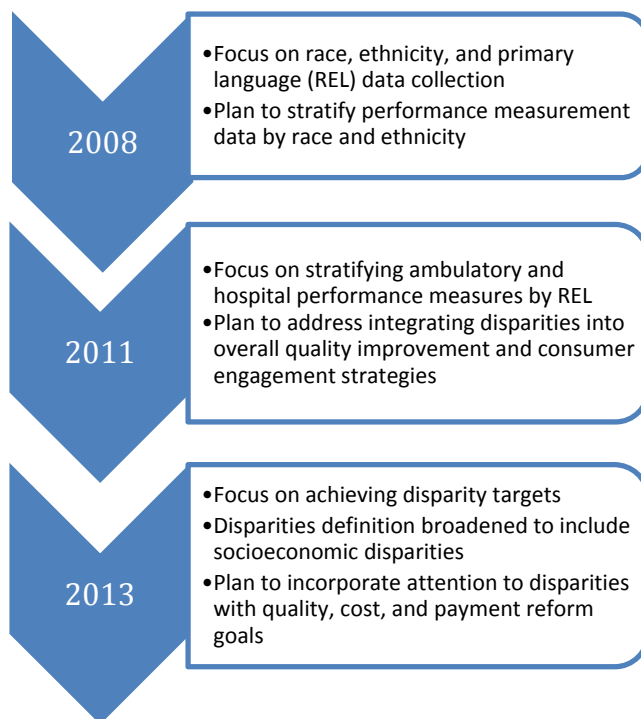 2008
•Focus on race, ethnicity, and primary
language (REL) data collection
•Plan to stratify performance measurement
data by race and ethnicity
2011
•Focus on stratifying ambulatory and
hospital performance measures by REL
•Plan to address integrating disparities into
overall quality improvement and consumer
engagement strategies
2013
•Focus on achieving disparity targets
•Disparities definition broadened to include
socioeconomic disparities
•Plan to incorporate attention to disparities
with quality, cost, and payment reform
goals